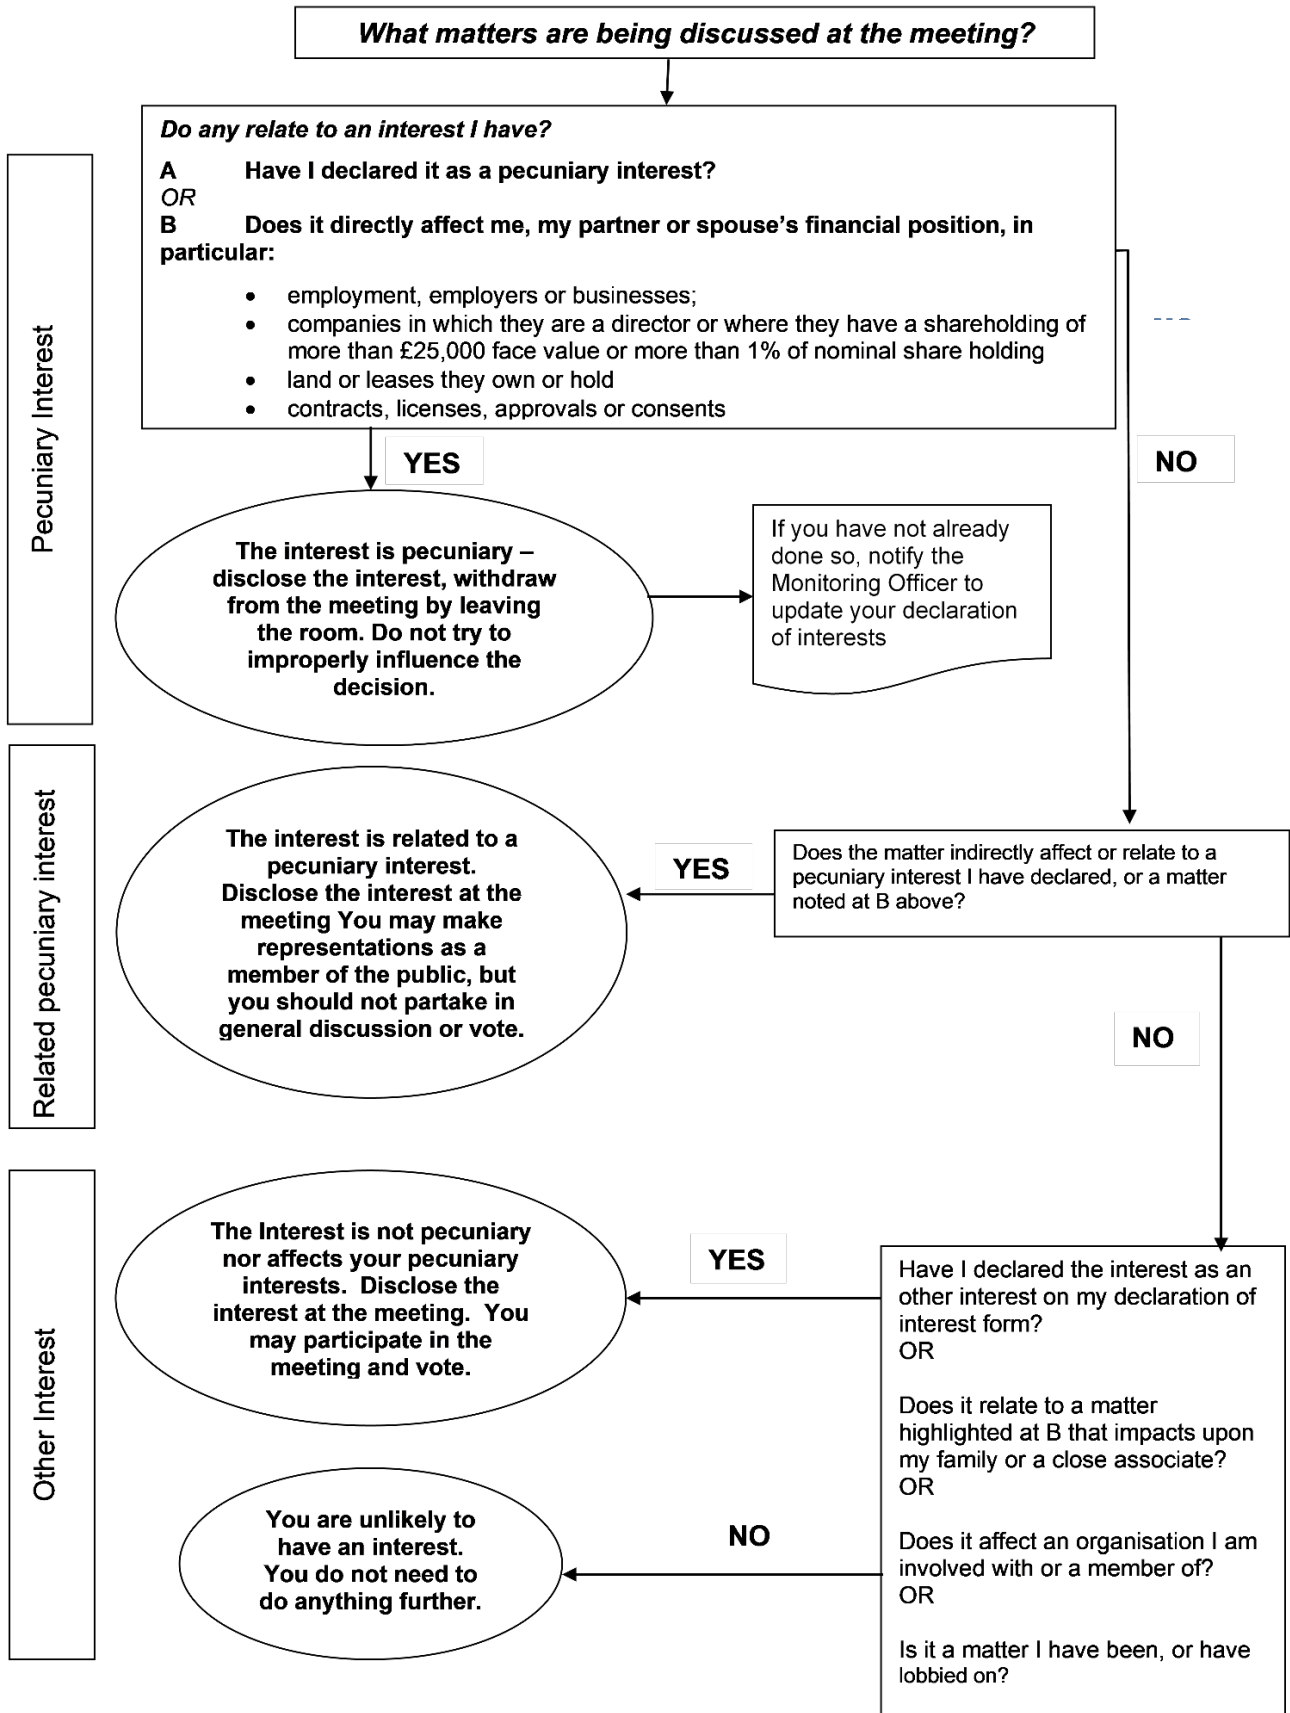 What matters are being discussed at the meeting?
Do any relate to an interest I have?
A Have I declared it as a pecuniary interest?
OR
B Does it directly affect me, my partner or spouse's financial position, in
particular:
• employment, employers or businesses;
• companies in which they are a director or where they have a shareholding of
more than £25,000 face value or more than 1% of nominal share holding
• land or leases they own or hold
• contracts, licenses, approvals or consents
Pecuniary Interest
YES
NO
The interest is pecuniary –
disclose the interest, withdraw
from the meeting by leaving
the room. Do not try to
improperly influence the
decision.
If you have not already
done so, notify the
Monitoring Officer to
update your declaration
of interests
Related pecuniary interest
The interest is related to a
pecuniary interest.
Disclose the interest at the
meeting You may make
representations as a
member of the public, but
you should not partake in
general discussion or vote.
YES
Does the matter indirectly affect or relate to a
pecuniary interest I have declared, or a matter
noted at B above?
NO
Other Interest
The Interest is not pecuniary
nor affects your pecuniary
interests. Disclose the
interest at the meeting. You
may participate in the
meeting and vote.
YES
Have I declared the interest as an
other interest on my declaration of
interest form?
OR
Does it relate to a matter
highlighted at B that impacts upon
my family or a close associate?
OR
Does it affect an organisation I am
involved with or a member of?
OR
Is it a matter I have been, or have
lobbied on?
NO
You are unlikely to
have an interest.
You do not need to
do anything further.